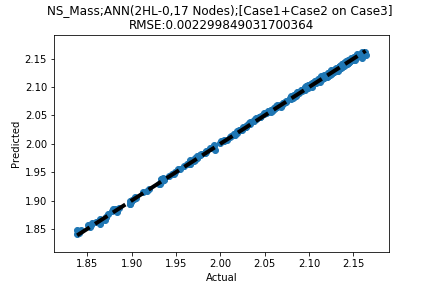 NS_Mass;ANN(2HL-0,17 Nodes);[Case1+Case2 on Case3]
RMSE:0.002299849031700364
2.15
2.10
2.05
2.00
1.95
1.90
1.85
Predicted
1.85 1.90 1.95 2.00 2.05 2.10 2.15
Actual